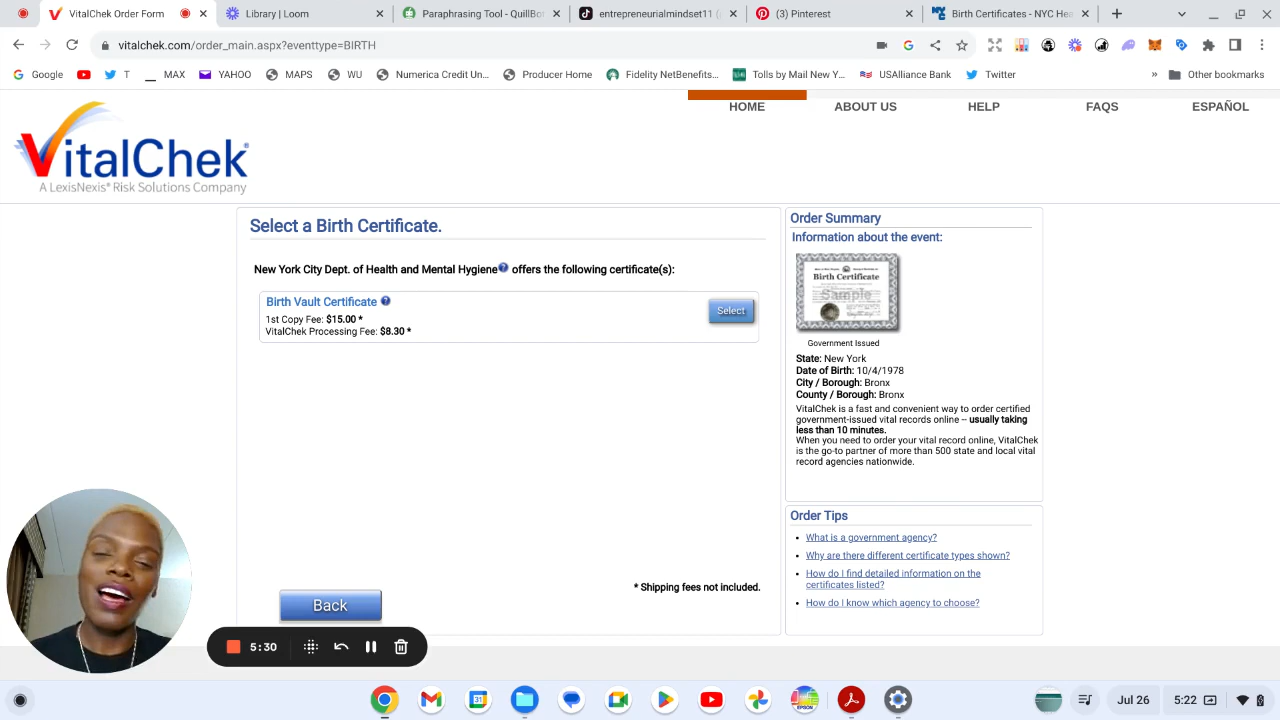 Paraphrasing Tool - QuillBot
entrepreneurialmindset11 (
VitalChek
NYC Hea
vitalchek.com/order_main.aspx?eventtype=BIRTH
Google
T
MAX
YAHOO
MAPS
WU
Numerica Credit Un...
Producer Home
Fidelity NetBenefits...
Tolls by Mail New Y...
USAlliance Bank
Twitter
»
Other bookmarks
HOME
ABOUT US
HELP
FAQS
ESPAÑOL
VitalChek
A LexisNexis® Risk Solutions Company
Select a Birth Certificate.
New York City Dept. of Health and Mental Hygiene? offers the following certificate(s):
Birth Vault Certificate ?
1st Copy Fee: $15.00 *
VitalChek Processing Fee: $8.30 *
Select
* Shipping fees not included.
Back
Order Summary
Information about the event:
Birth Certificate
Sample
Government Issued
State: New York
Date of Birth: 10/4/1978
City / Borough: Bronx
County / Borough: Bronx
VitalChek is a fast and convenient way to order certified
government-issued vital records online -- usually taking
less than 10 minutes.
When you need to order your vital record online, VitalChek
is the go-to partner of more than 500 state and local vital
record agencies nationwide.
Order Tips
What is a government agency?
Why are there different certificate types shown?
How do I find detailed information on the
certificates listed?
How do I know which agency to choose?
5:30
Jul 26
5:22